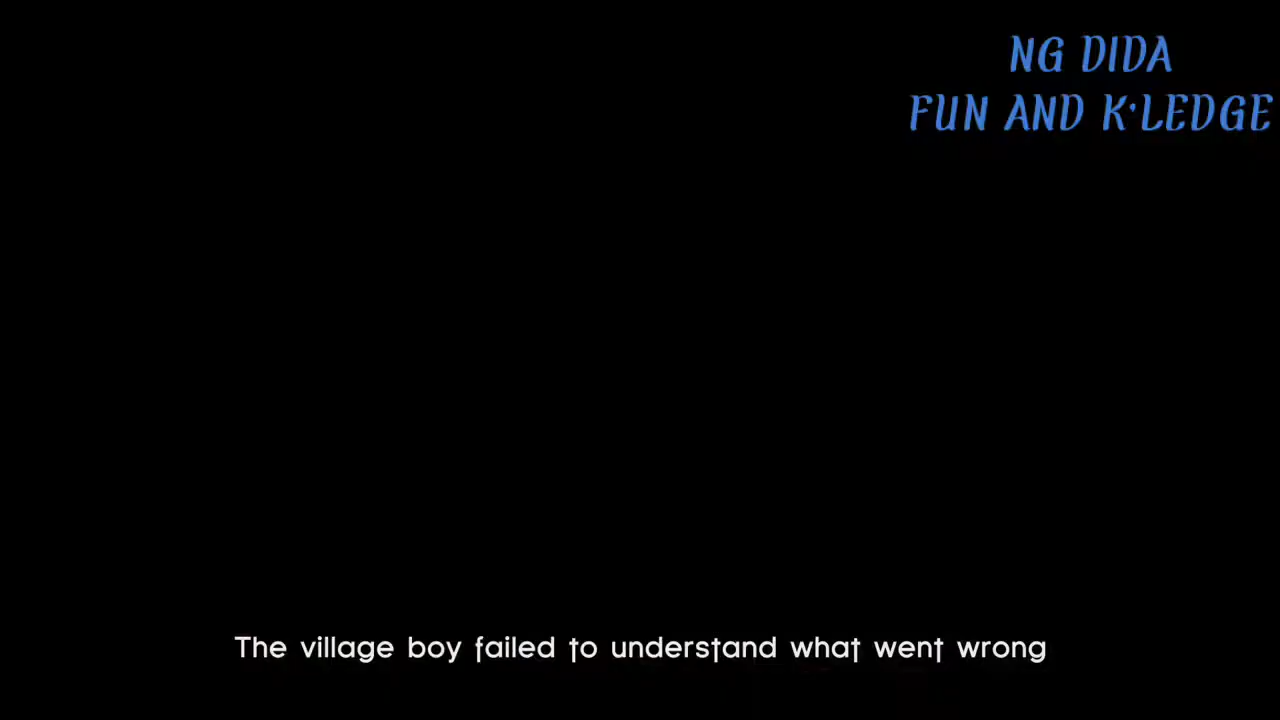 NG DIDA
FUN AND K'LEDGE
The village boy failed to understand what went wrong